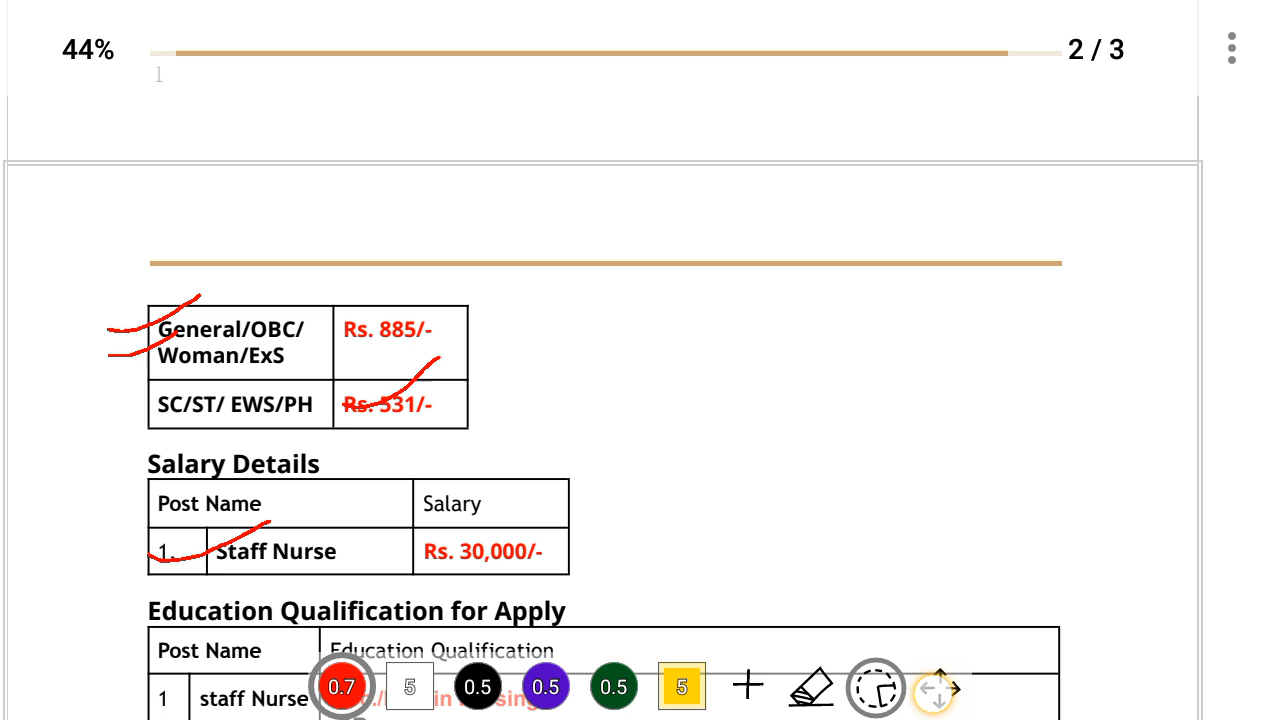 44%
2 / 3
1
General/OBC/ Rs. 885/-
Woman/ExS
SC/ST/ EWS/PH Rs. 531/-
Salary Details
Post Name Salary
1. Staff Nurse Rs. 30,000/-
Education Qualification for Apply
Post Name Education Qualification
1 staff Nurse in
0.7 5 0.5 0.5 0.5 5